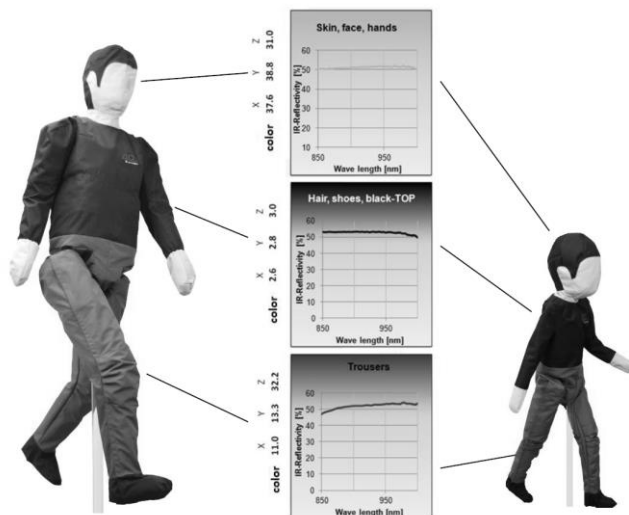 Skin, face, hands
IR-Reflectivity [%]
60
50
40
30
20
10
850
950
Wave length [nm]
color X 37.6 Y 38.8 Z 31.0
Hair, shoes, black-TOP
IR-Reflectivity [%]
60
50
40
30
20
10
0
850
950
Wave length [nm]
color X 2.6 Y 2.8 Z 3.0
Trousers
IR-Reflectivity [%]
60
50
40
30
20
10
0
850
950
Wave length [nm]
color X 11.0 Y 13.3 Z 32.2